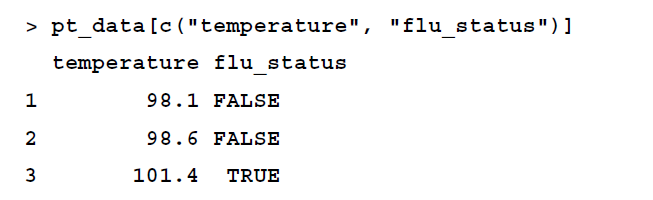 > pt_data[c("temperature", "flu_status")]
  temperature flu_status
1        98.1 FALSE
2        98.6 FALSE
3       101.4  TRUE